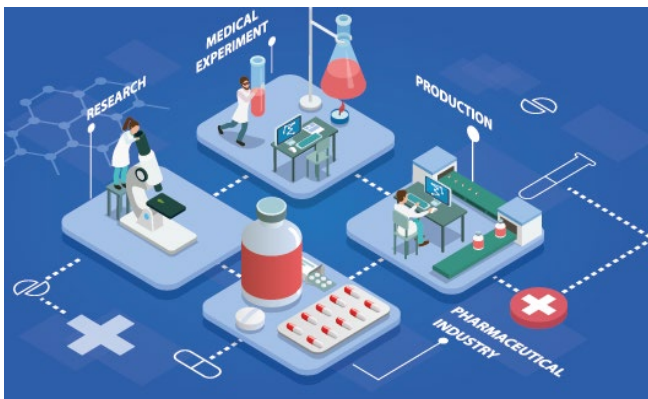 MEDICAL
EXPERIMENT
RESEARCH
PRODUCTION
PHARMACEUTICAL
INDUSTRY